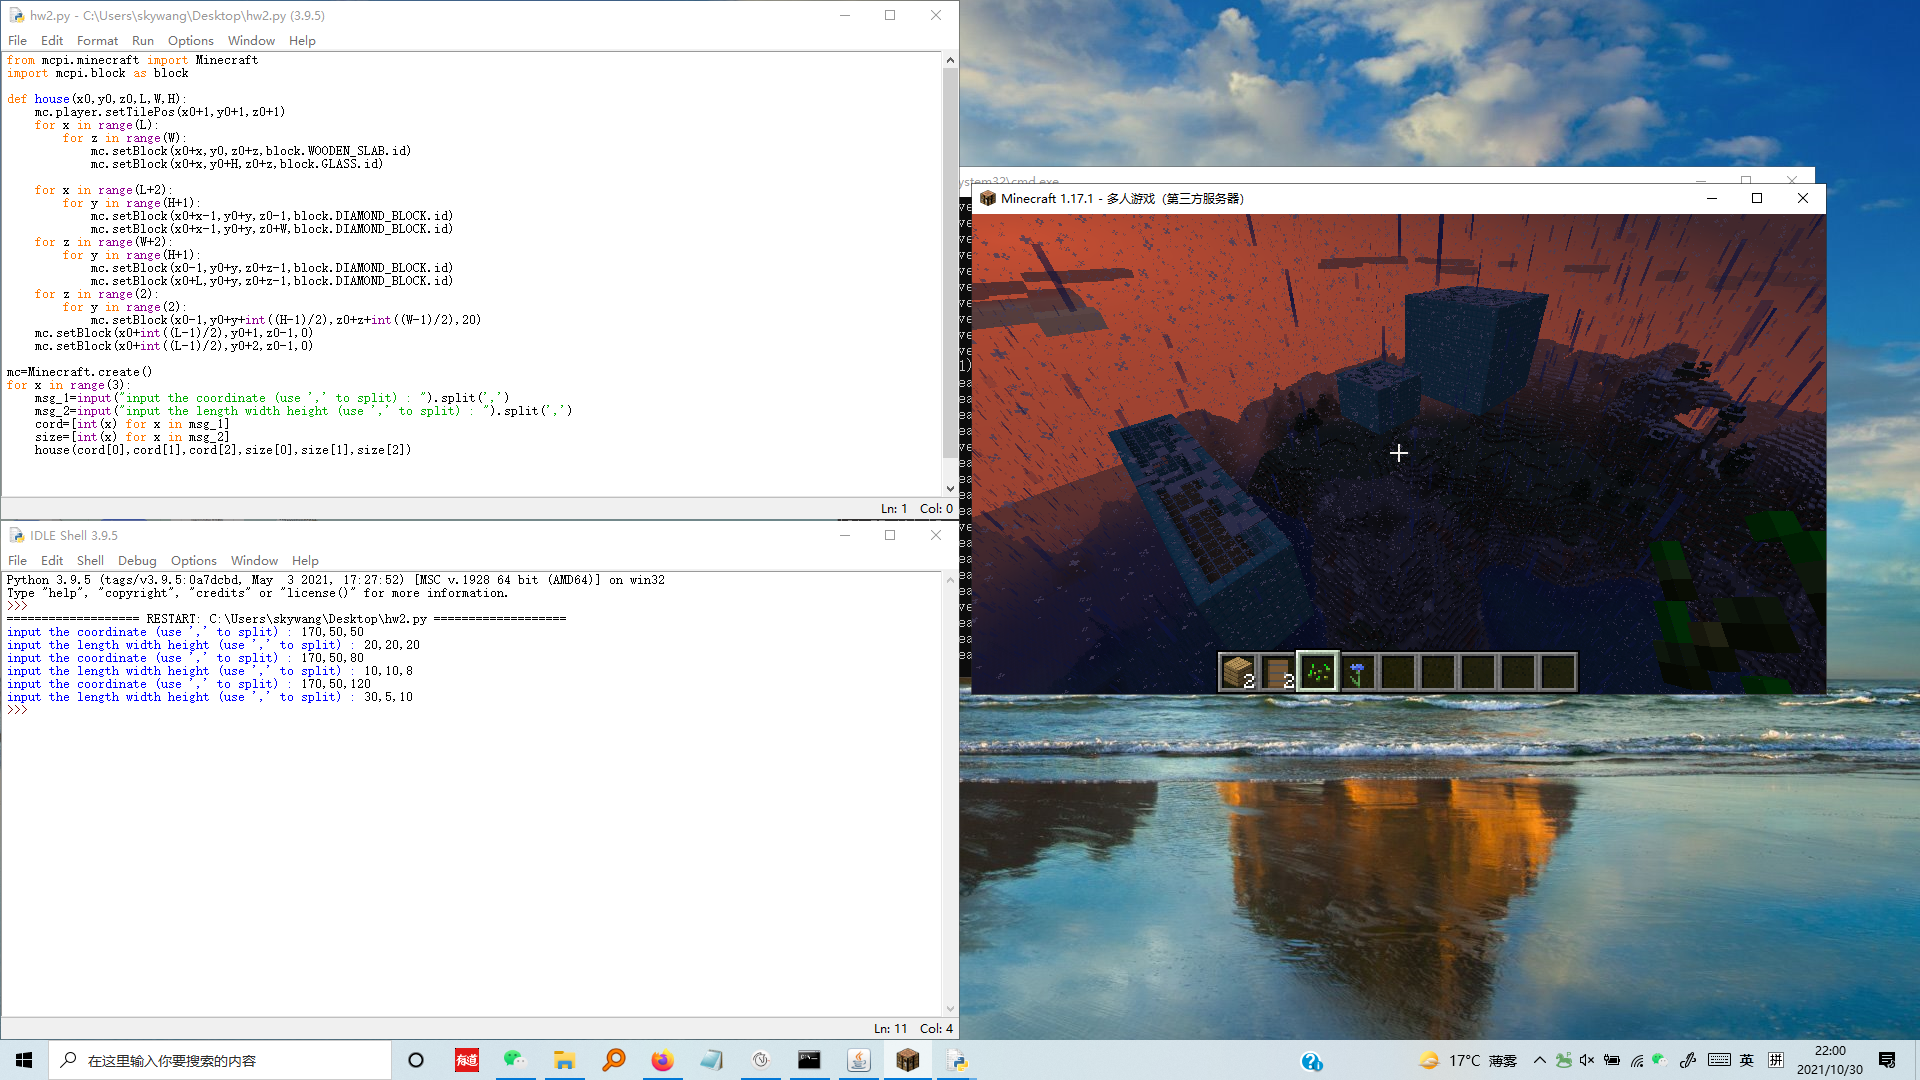 hw2.py - C:\Users\skywang\Desktop\hw2.py (3.9.5)
File Edit Format Run Options Window Help
from mcpi.minecraft import Minecraft
import mcpi.block as block
def house(x0,y0,z0,L,W,H):
    mc.player.setTilePos(x0+1,y0+1,z0+1)
    for x in range(L):
        for z in range(W):
            mc.setBlock(x0+x,y0,z0+z,block.WOODEN_SLAB.id)
            mc.setBlock(x0+x,y0+H,z0+z,block.GLASS.id)
    for x in range(L+2):
        for y in range(H+1):
            mc.setBlock(x0+x-1,y0+y,z0-1,block.DIAMOND_BLOCK.id)
            mc.setBlock(x0+x-1,y0+y,z0+W,block.DIAMOND_BLOCK.id)
    for z in range(W+2):
        for y in range(H+1):
            mc.setBlock(x0-1,y0+y,z0+z-1,block.DIAMOND_BLOCK.id)
            mc.setBlock(x0+L,y0+y,z0+z-1,block.DIAMOND_BLOCK.id)
    for z in range(2):
        for y in range(2):
            mc.setBlock(x0-1,y0+y+int((H-1)/2),z0+z+int((W-1)/2),20)
    mc.setBlock(x0+int((L-1)/2),y0+1,z0-1,0)
    mc.setBlock(x0+int((L-1)/2),y0+2,z0-1,0)
mc=Minecraft.create()
for x in range(3):
    msg_1=input("input the coordinate (use ',' to split) : ").split(',')
    msg_2=input("input the length width height (use ',' to split) : ").split(',')
    cord=[int(x) for x in msg_1]
    size=[int(x) for x in msg_2]
    house(cord[0],cord[1],cord[2],size[0],size[1],size[2])
Ln: 1 Col: 0
IDLE Shell 3.9.5
File Edit Shell Debug Options Window Help
Python 3.9.5 (tags/v3.9.5:0a7dcbd, May  3 2021, 17:27:52) [MSC v.1928 64 bit (AMD64)] on win32
Type "help", "copyright", "credits" or "license()" for more information.
>>>
=================== RESTART: C:\Users\skywang\Desktop\hw2.py ===================
input the coordinate (use ',' to split) : 170,50,50
input the length width height (use ',' to split) : 20,20,20
input the coordinate (use ',' to split) : 170,50,80
input the length width height (use ',' to split) : 10,10,8
input the coordinate (use ',' to split) : 170,50,120
input the length width height (use ',' to split) : 30,5,10
>>>
Ln: 11 Col: 4
ystem32\cmd.exe
Minecraft 1.17.1 - 多人游戏（第三方服务器）
2 2
在这里输入你要搜索的内容
有道
17°C 薄雾
英
拼
22:00
2021/10/30